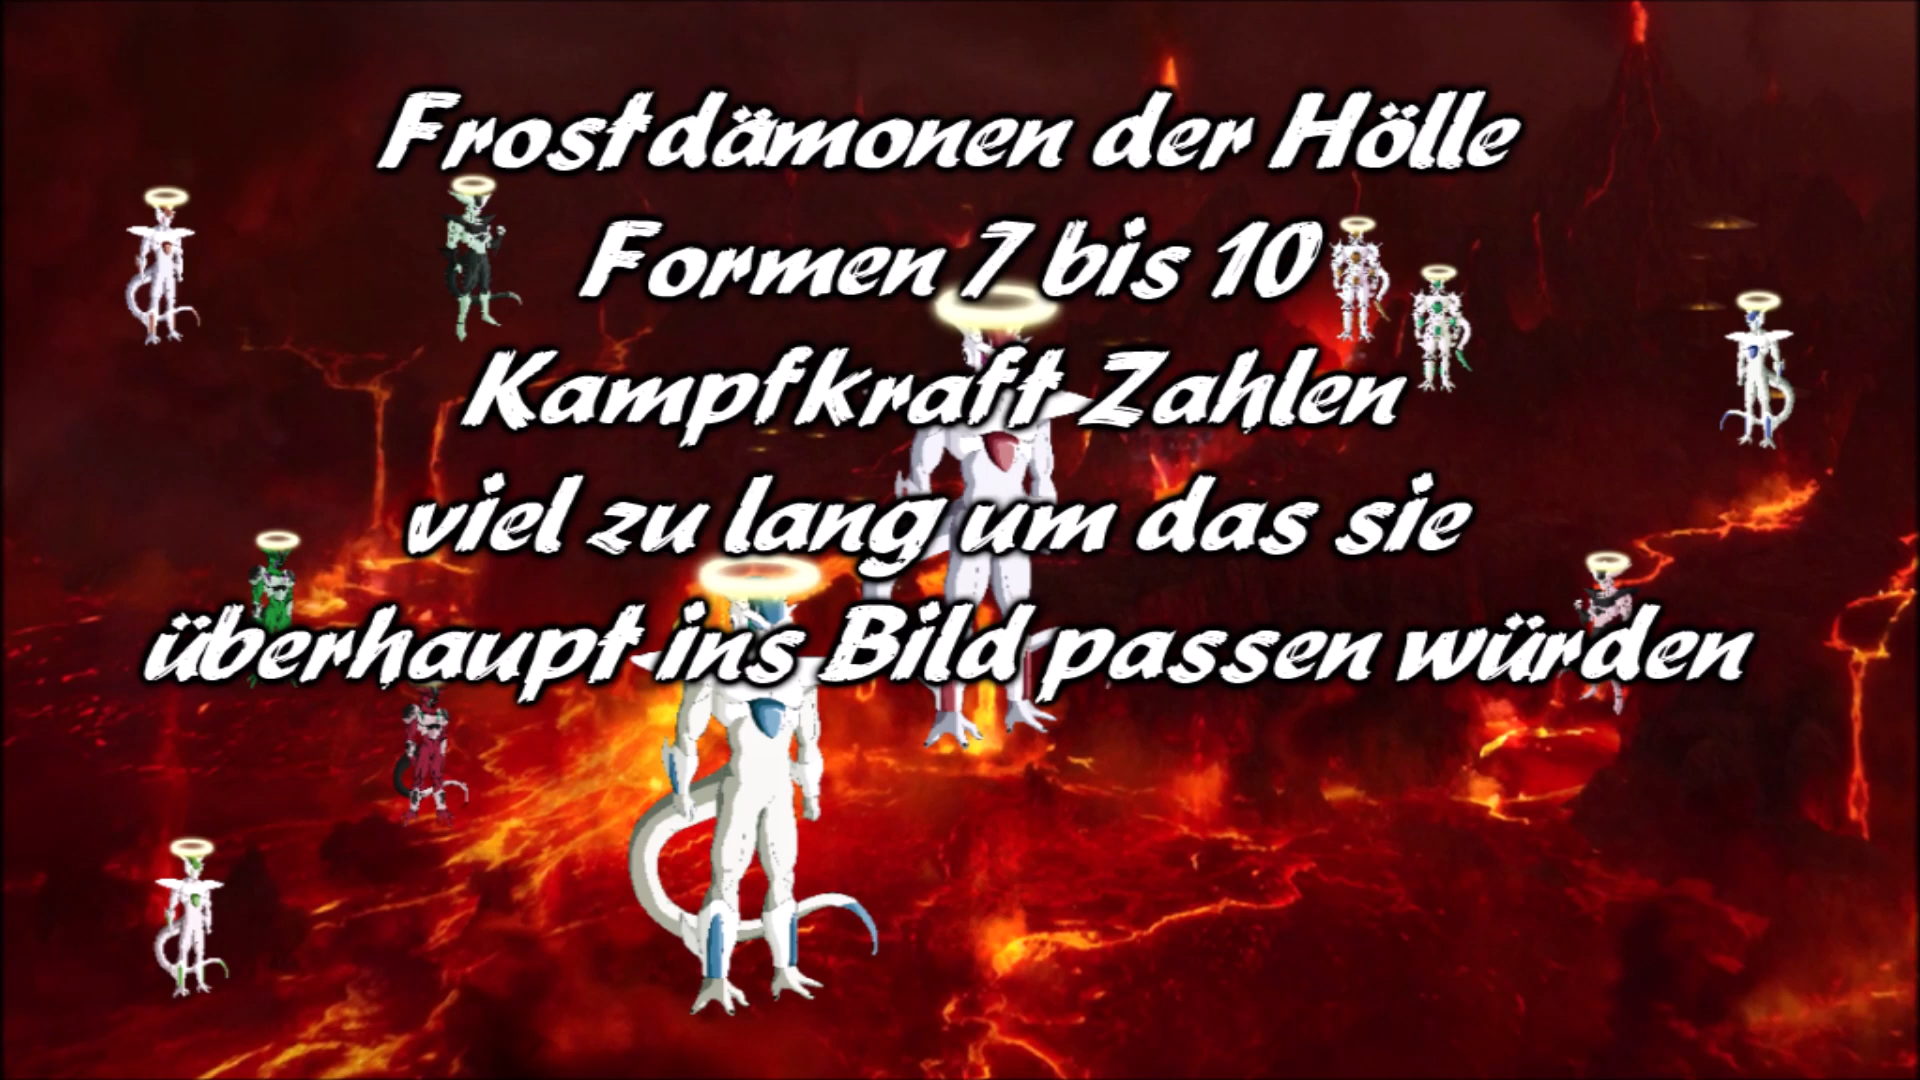 Frostdämonen der Hölle
Formen 7 bis 10
Kampfkraft Zahlen
viel zu lang um das sie
überhaupt ins Bild passen würden